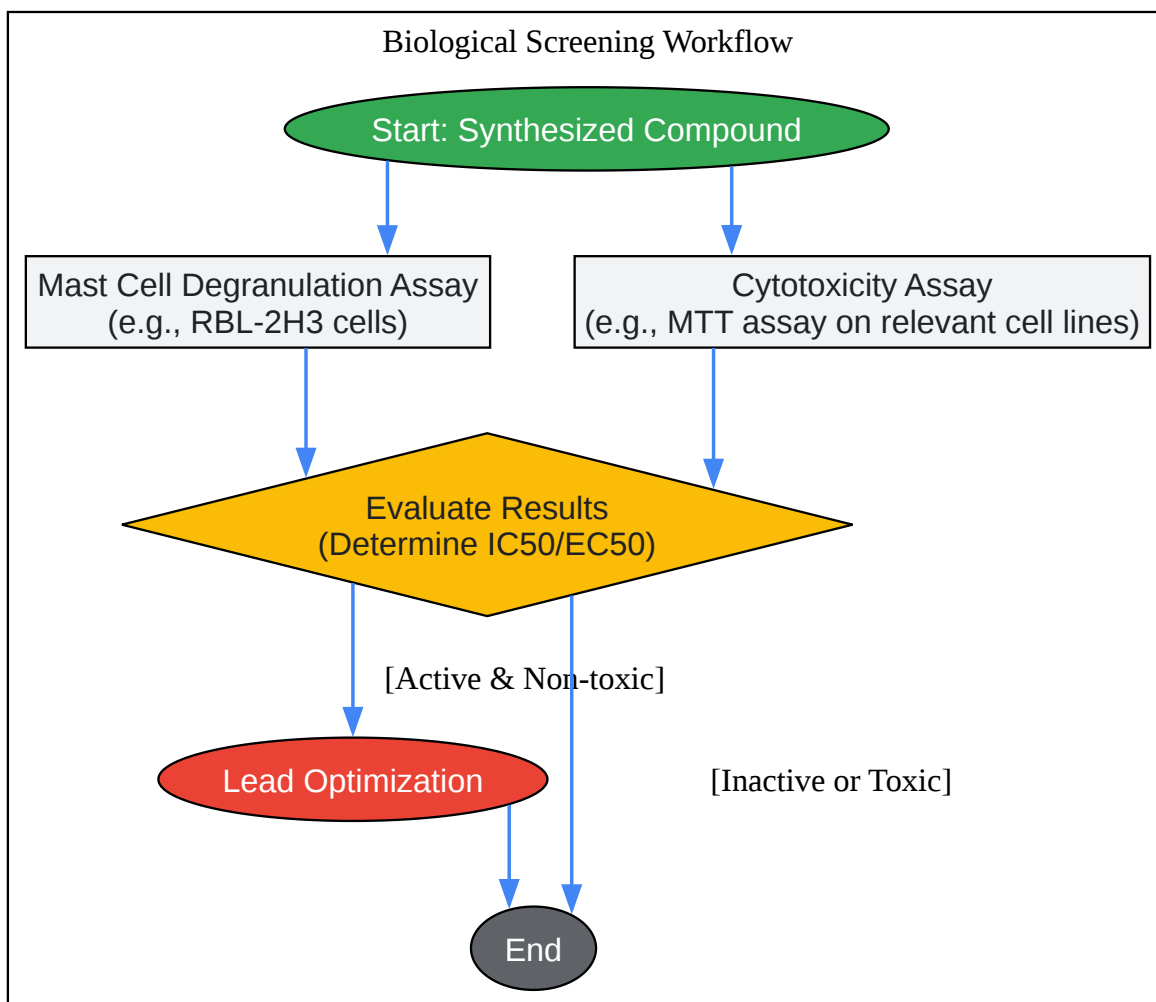 Biological Screening Workflow
Start: Synthesized Compound
Mast Cell Degranulation Assay
(e.g., RBL-2H3 cells)
Cytotoxicity Assay
(e.g., MTT assay on relevant cell lines)
Evaluate Results
(Determine IC50/EC50)
[Active & Non-toxic]
Lead Optimization
[Inactive or Toxic]
End